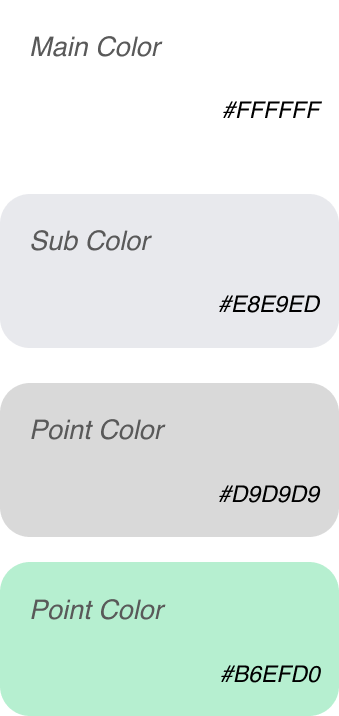 Main Color
#FFFFFF
Sub Color
#E8E9ED
Point Color
#D9D9D9
Point Color
#B6EFD0